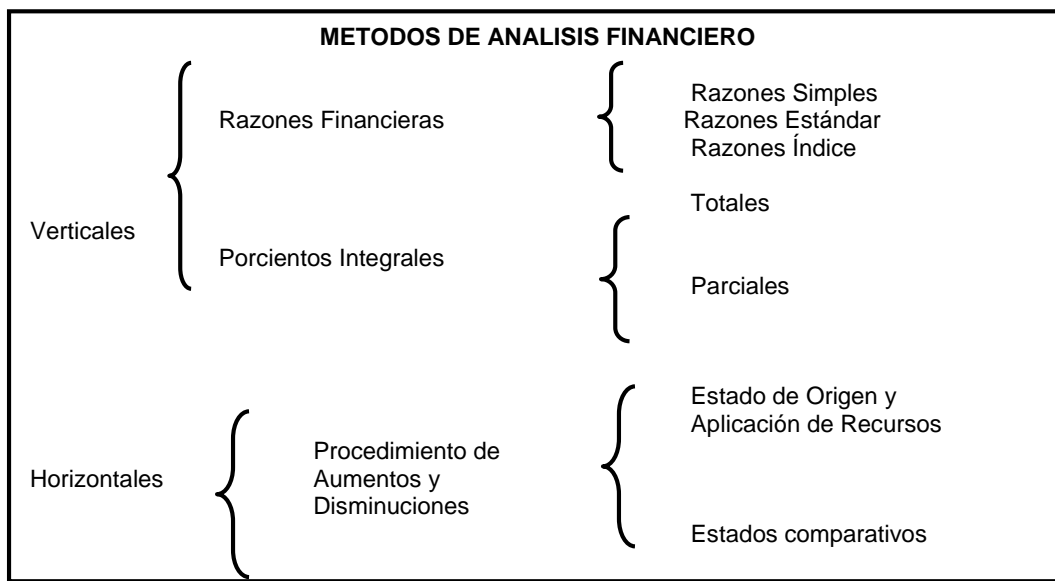 METODOS DE ANALISIS FINANCIERO
Verticales
Razones Financieras
Razones Simples
Razones Estándar
Razones Índice
Porcientos Integrales
Totales
Parciales
Horizontales
Procedimiento de
Aumentos y
Disminuciones
Estado de Origen y
Aplicación de Recursos
Estados comparativos